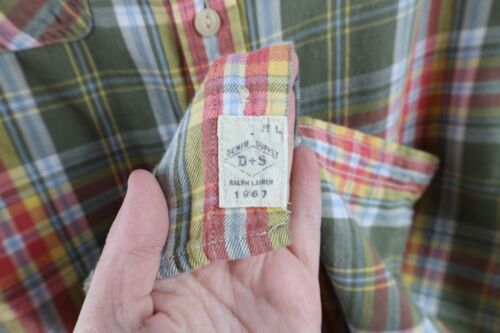 DENIM & SUPPLY
D+S
RALPH LAUREN
1967